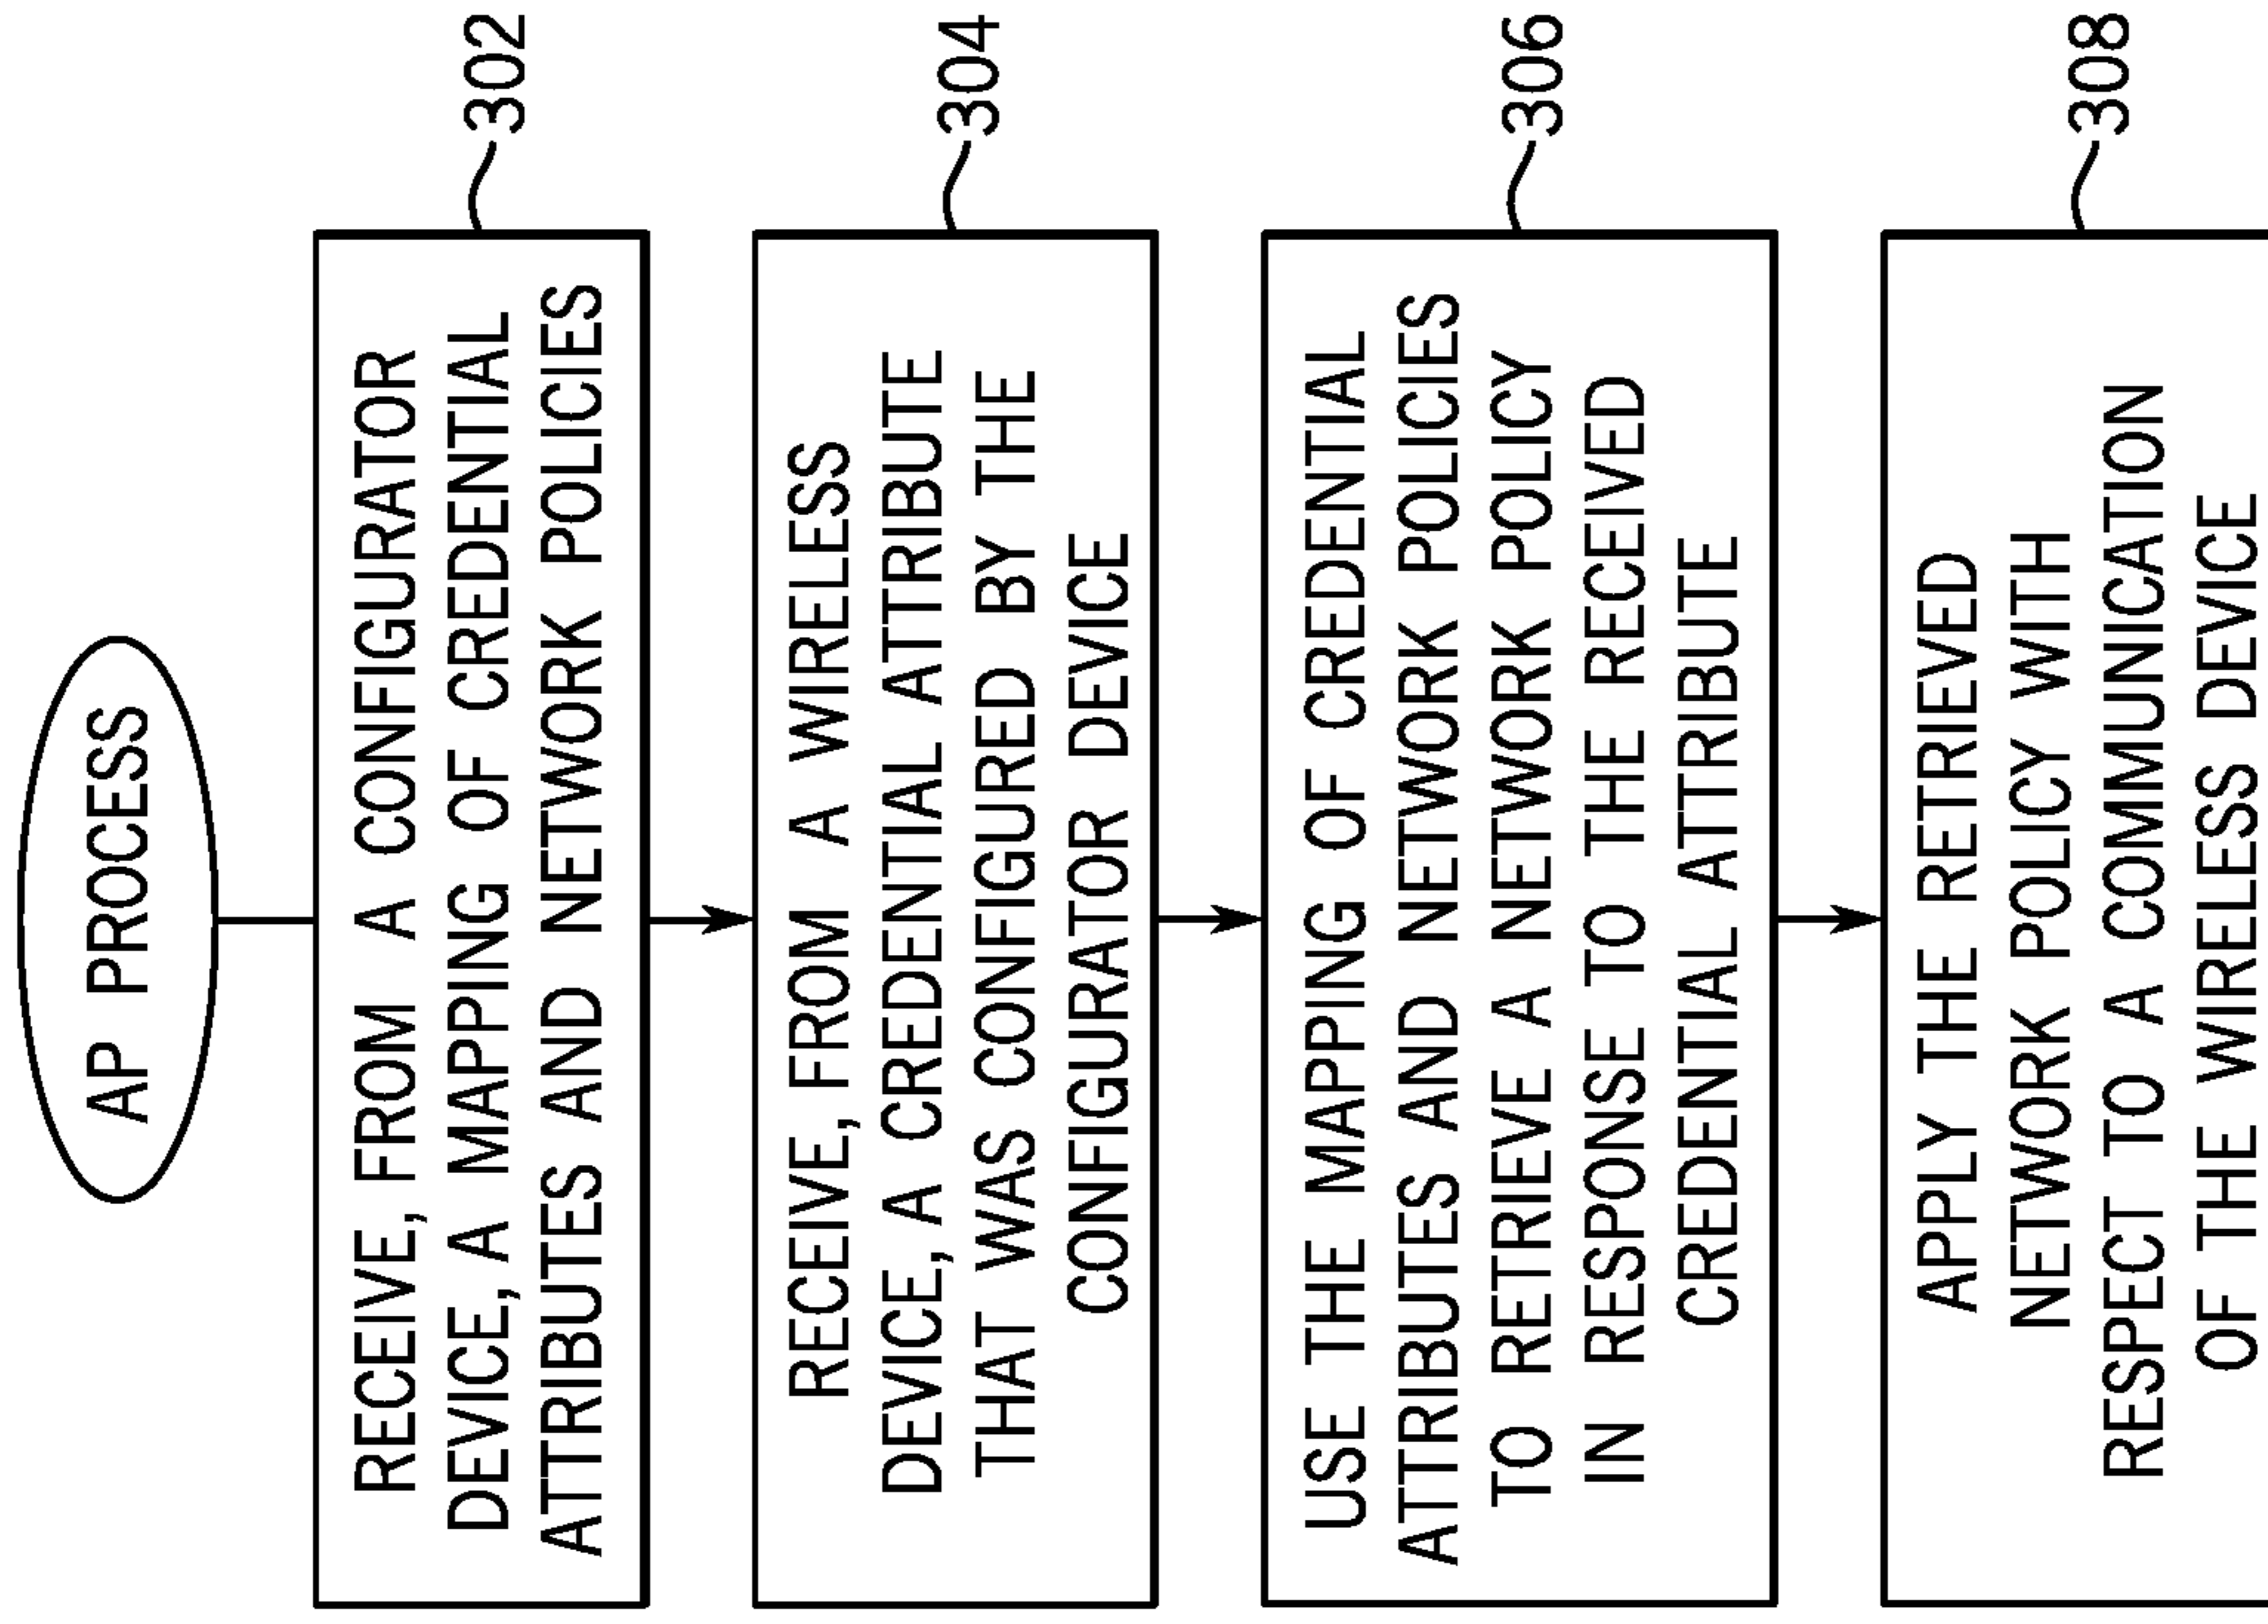 AP PROCESS
RECEIVE, FROM A CONFIGURATOR
DEVICE, A MAPPING OF CREDENTIAL
ATTRIBUTES AND NETWORK POLICIES
302
RECEIVE, FROM A WIRELESS
DEVICE, A CREDENTIAL ATTRIBUTE
THAT WAS CONFIGURED BY THE
CONFIGURATOR DEVICE
304
USE THE MAPPING OF CREDENTIAL
ATTRIBUTES AND NETWORK POLICIES
TO RETRIEVE A NETWORK POLICY
IN RESPONSE TO THE RECEIVED
CREDENTIAL ATTRIBUTE
306
APPLY THE RETRIEVED
NETWORK POLICY WITH
RESPECT TO A COMMUNICATION
OF THE WIRELESS DEVICE
308